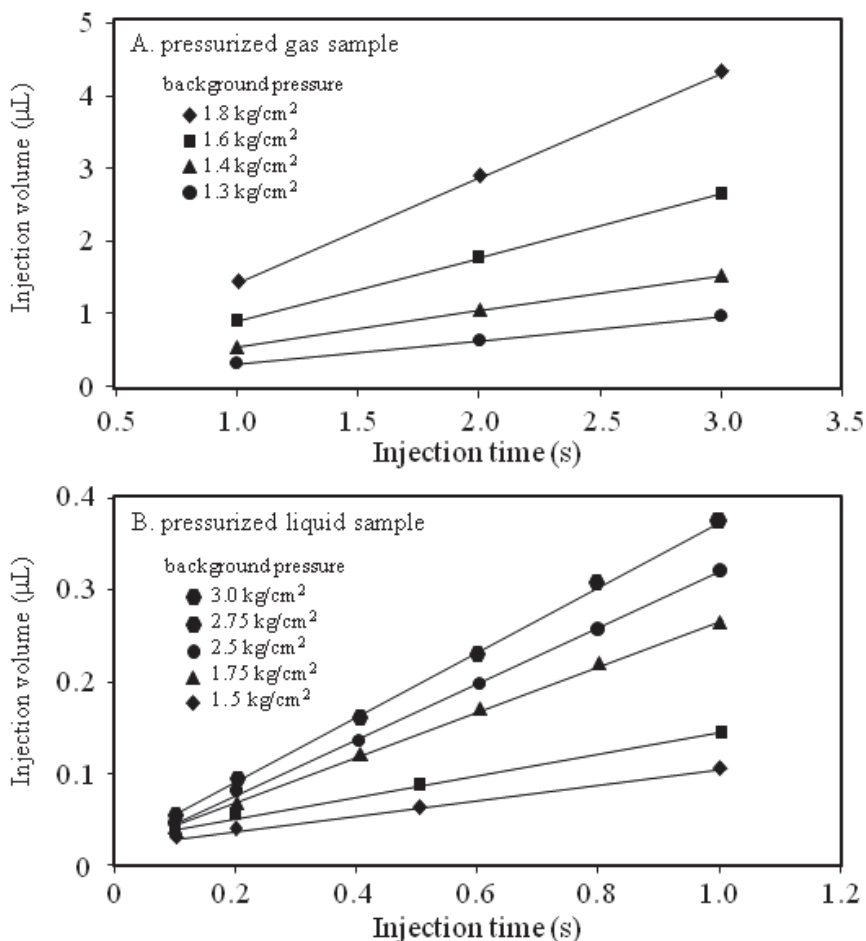 A. pressurized gas sample
background pressure
1.8 kg/cm²
1.6 kg/cm²
1.4 kg/cm²
1.3 kg/cm²
Injection volume (µL)
5
4
3
2
1
0
0.5 1.0 1.5 2.0 2.5 3.0 3.5
Injection time (s)
B. pressurized liquid sample
background pressure
3.0 kg/cm²
2.75 kg/cm²
2.5 kg/cm²
1.75 kg/cm²
1.5 kg/cm²
Injection volume (µL)
0.4
0.3
0.2
0.1
0
0 0.2 0.4 0.6 0.8 1.0 1.2
Injection time (s)